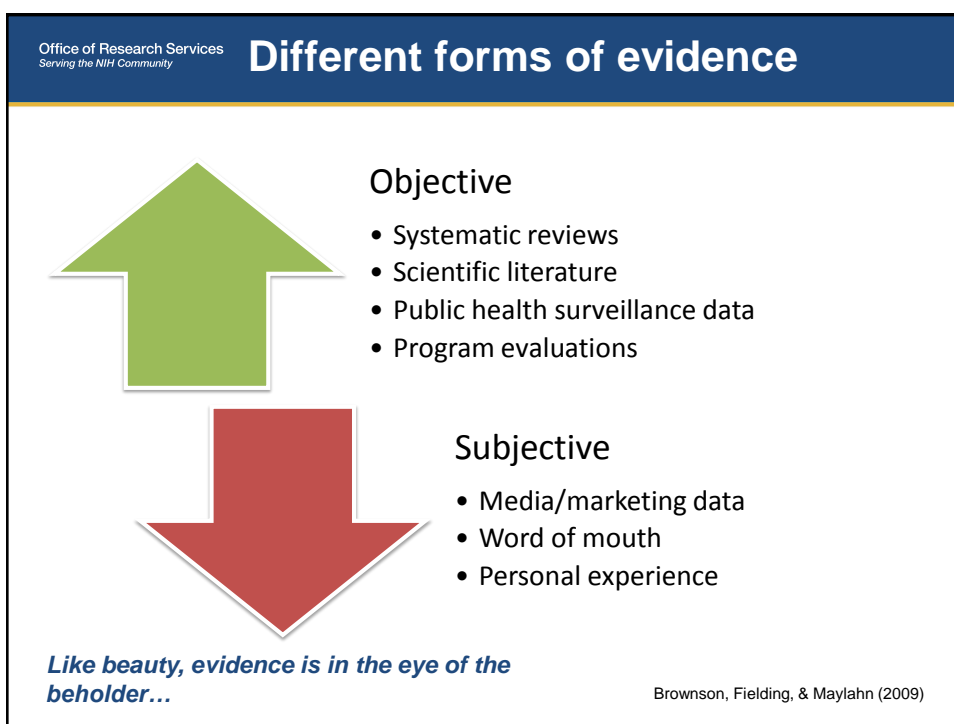 Office of Research Services
Serving the NIH Community
Different forms of evidence
Objective
• Systematic reviews
• Scientific literature
• Public health surveillance data
• Program evaluations
Subjective
• Media/marketing data
• Word of mouth
• Personal experience
Like beauty, evidence is in the eye of the
beholder…
Brownson, Fielding, & Maylahn (2009)